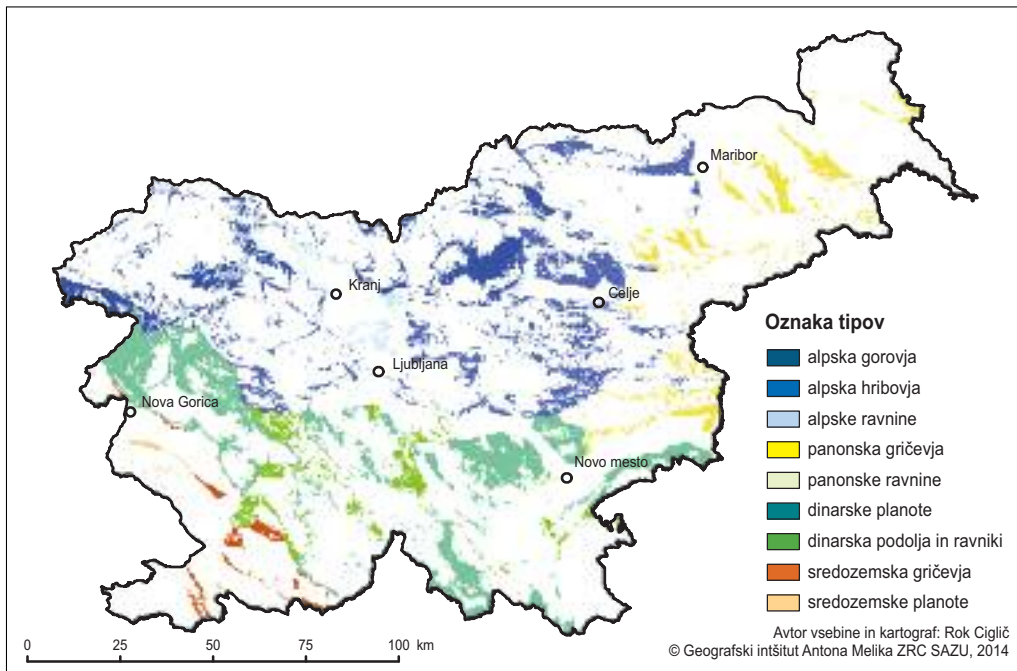 Maribor
Kranj
Celje
Ljubljana
Nova Gorica
Novo mesto
Oznaka tipov
alpska gorovja
alpska hribovja
alpske ravnine
panonska gričevja
panonske ravnine
dinarske planote
dinarska podolja in ravniki
sredozemska gričevja
sredozemske planote
0 25 50 75 100 km
Avtor vsebine in kartograf: Rok Ciglič
© Geografski intšitut Antona Melika ZRC SAZU, 2014